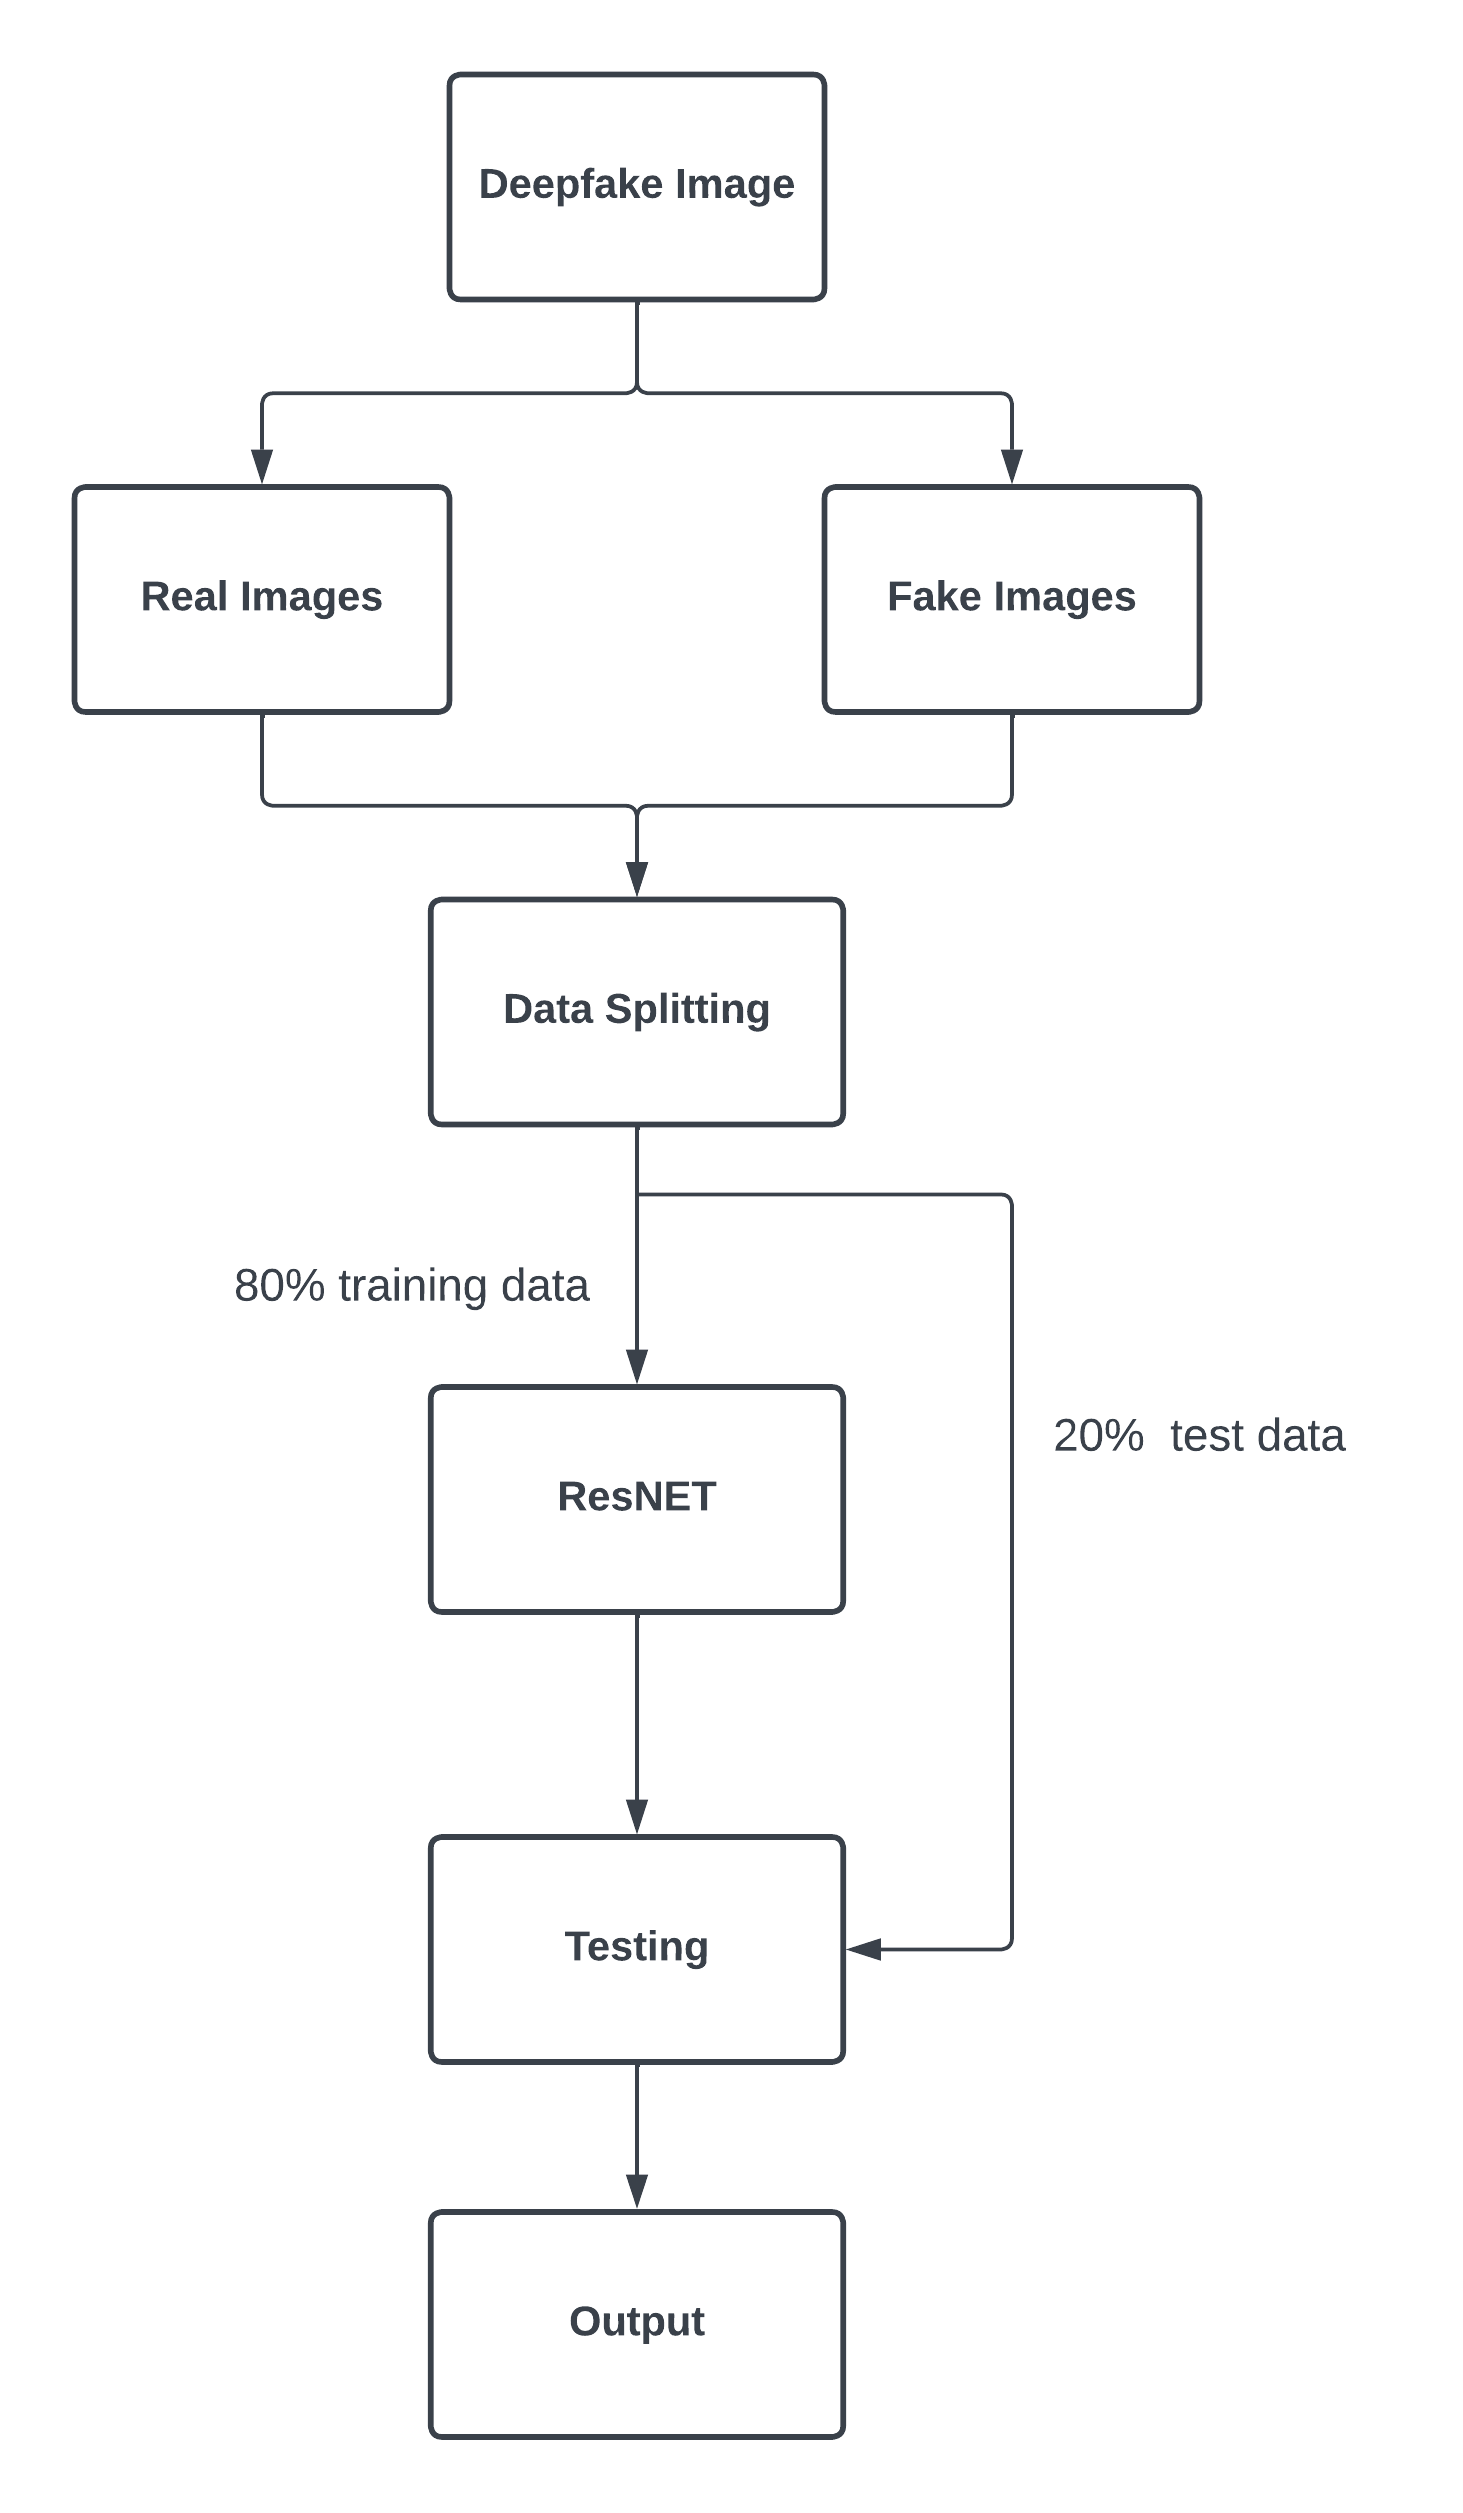 Deepfake Image
Real Images
Fake Images
Data Splitting
80% training data
20%  test data
ResNET
Testing
Output